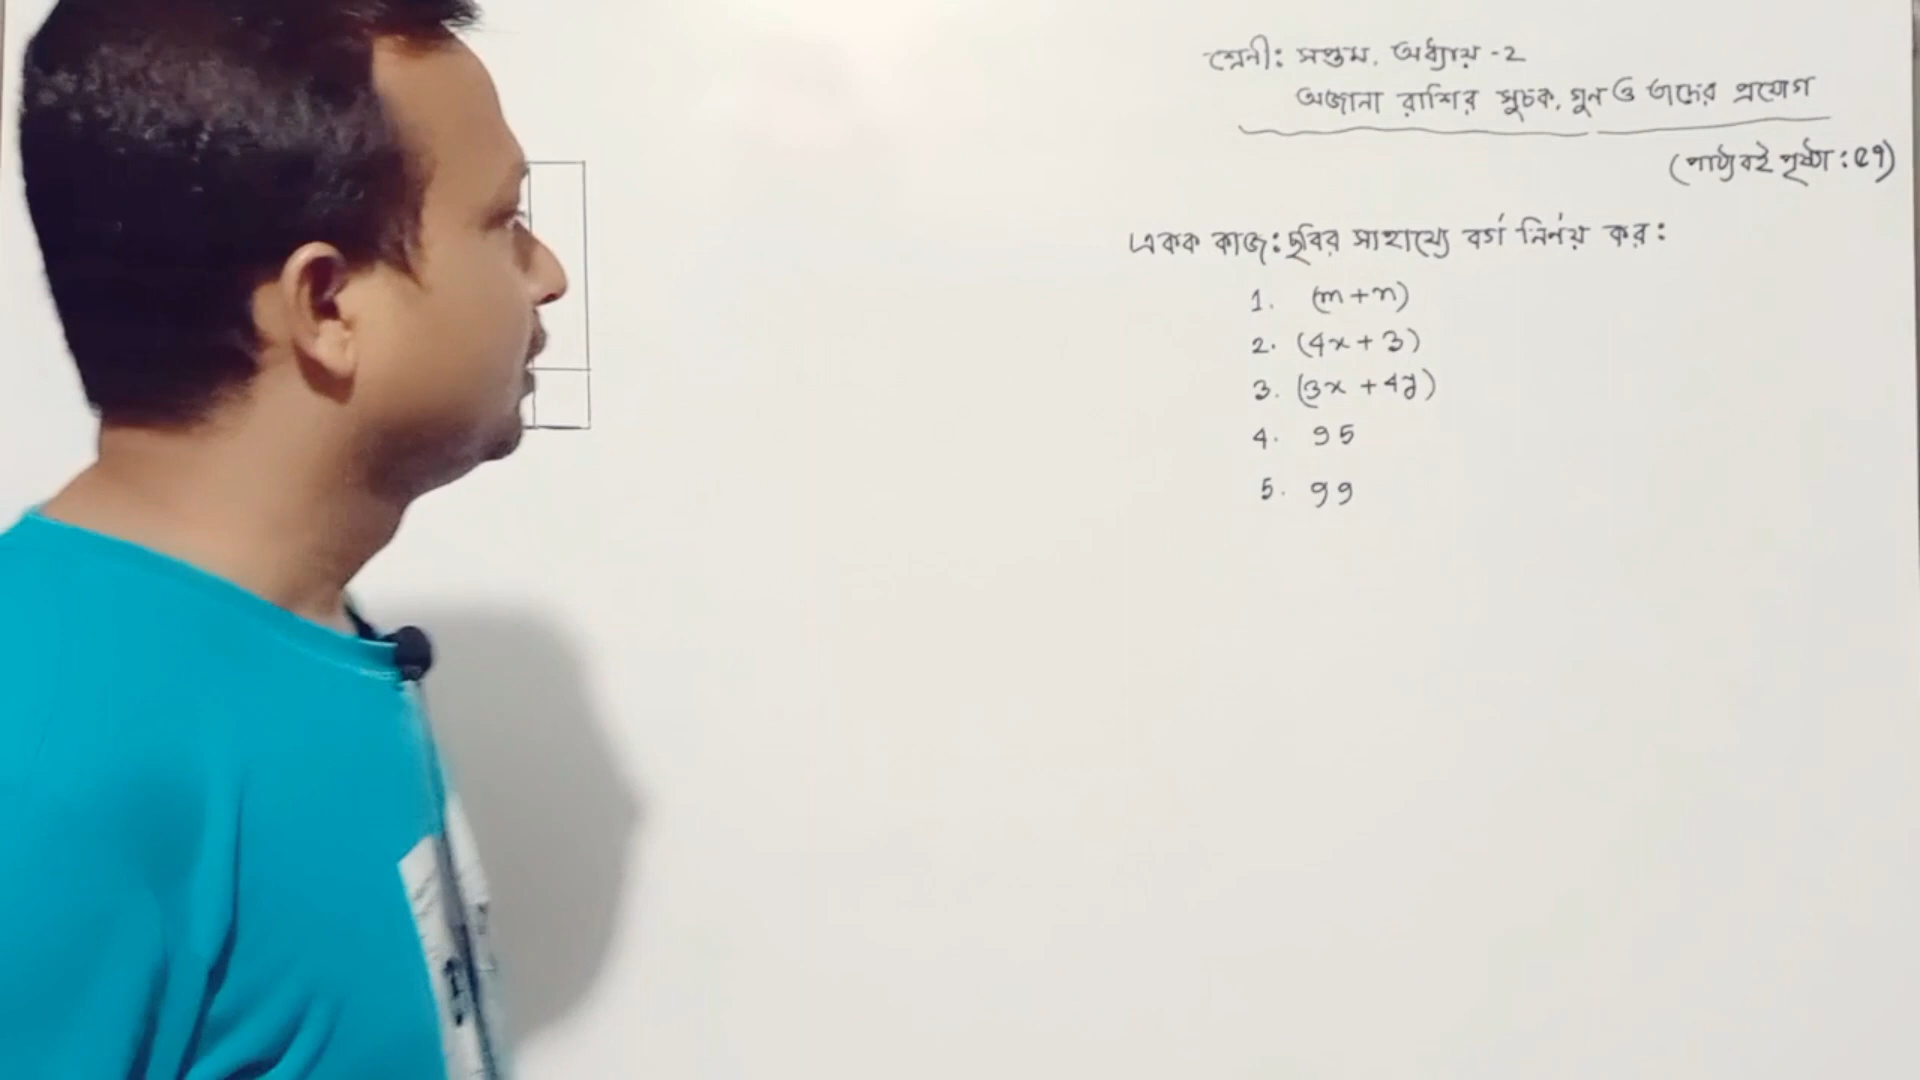 শ্রেনী: সপ্তম, অধ্যায় -2
অজানা রাশির সূচক, গুন ও তাদের প্রয়োগ
(পাঠ্যবই পৃষ্ঠা : ৫৭)
একক কাজ: ছবির সাহায্যে বর্গ নির্ণয় কর :
1. (m+n)
2. (4x + 3)
3. (3x + 4y)
4. 95
5. 99